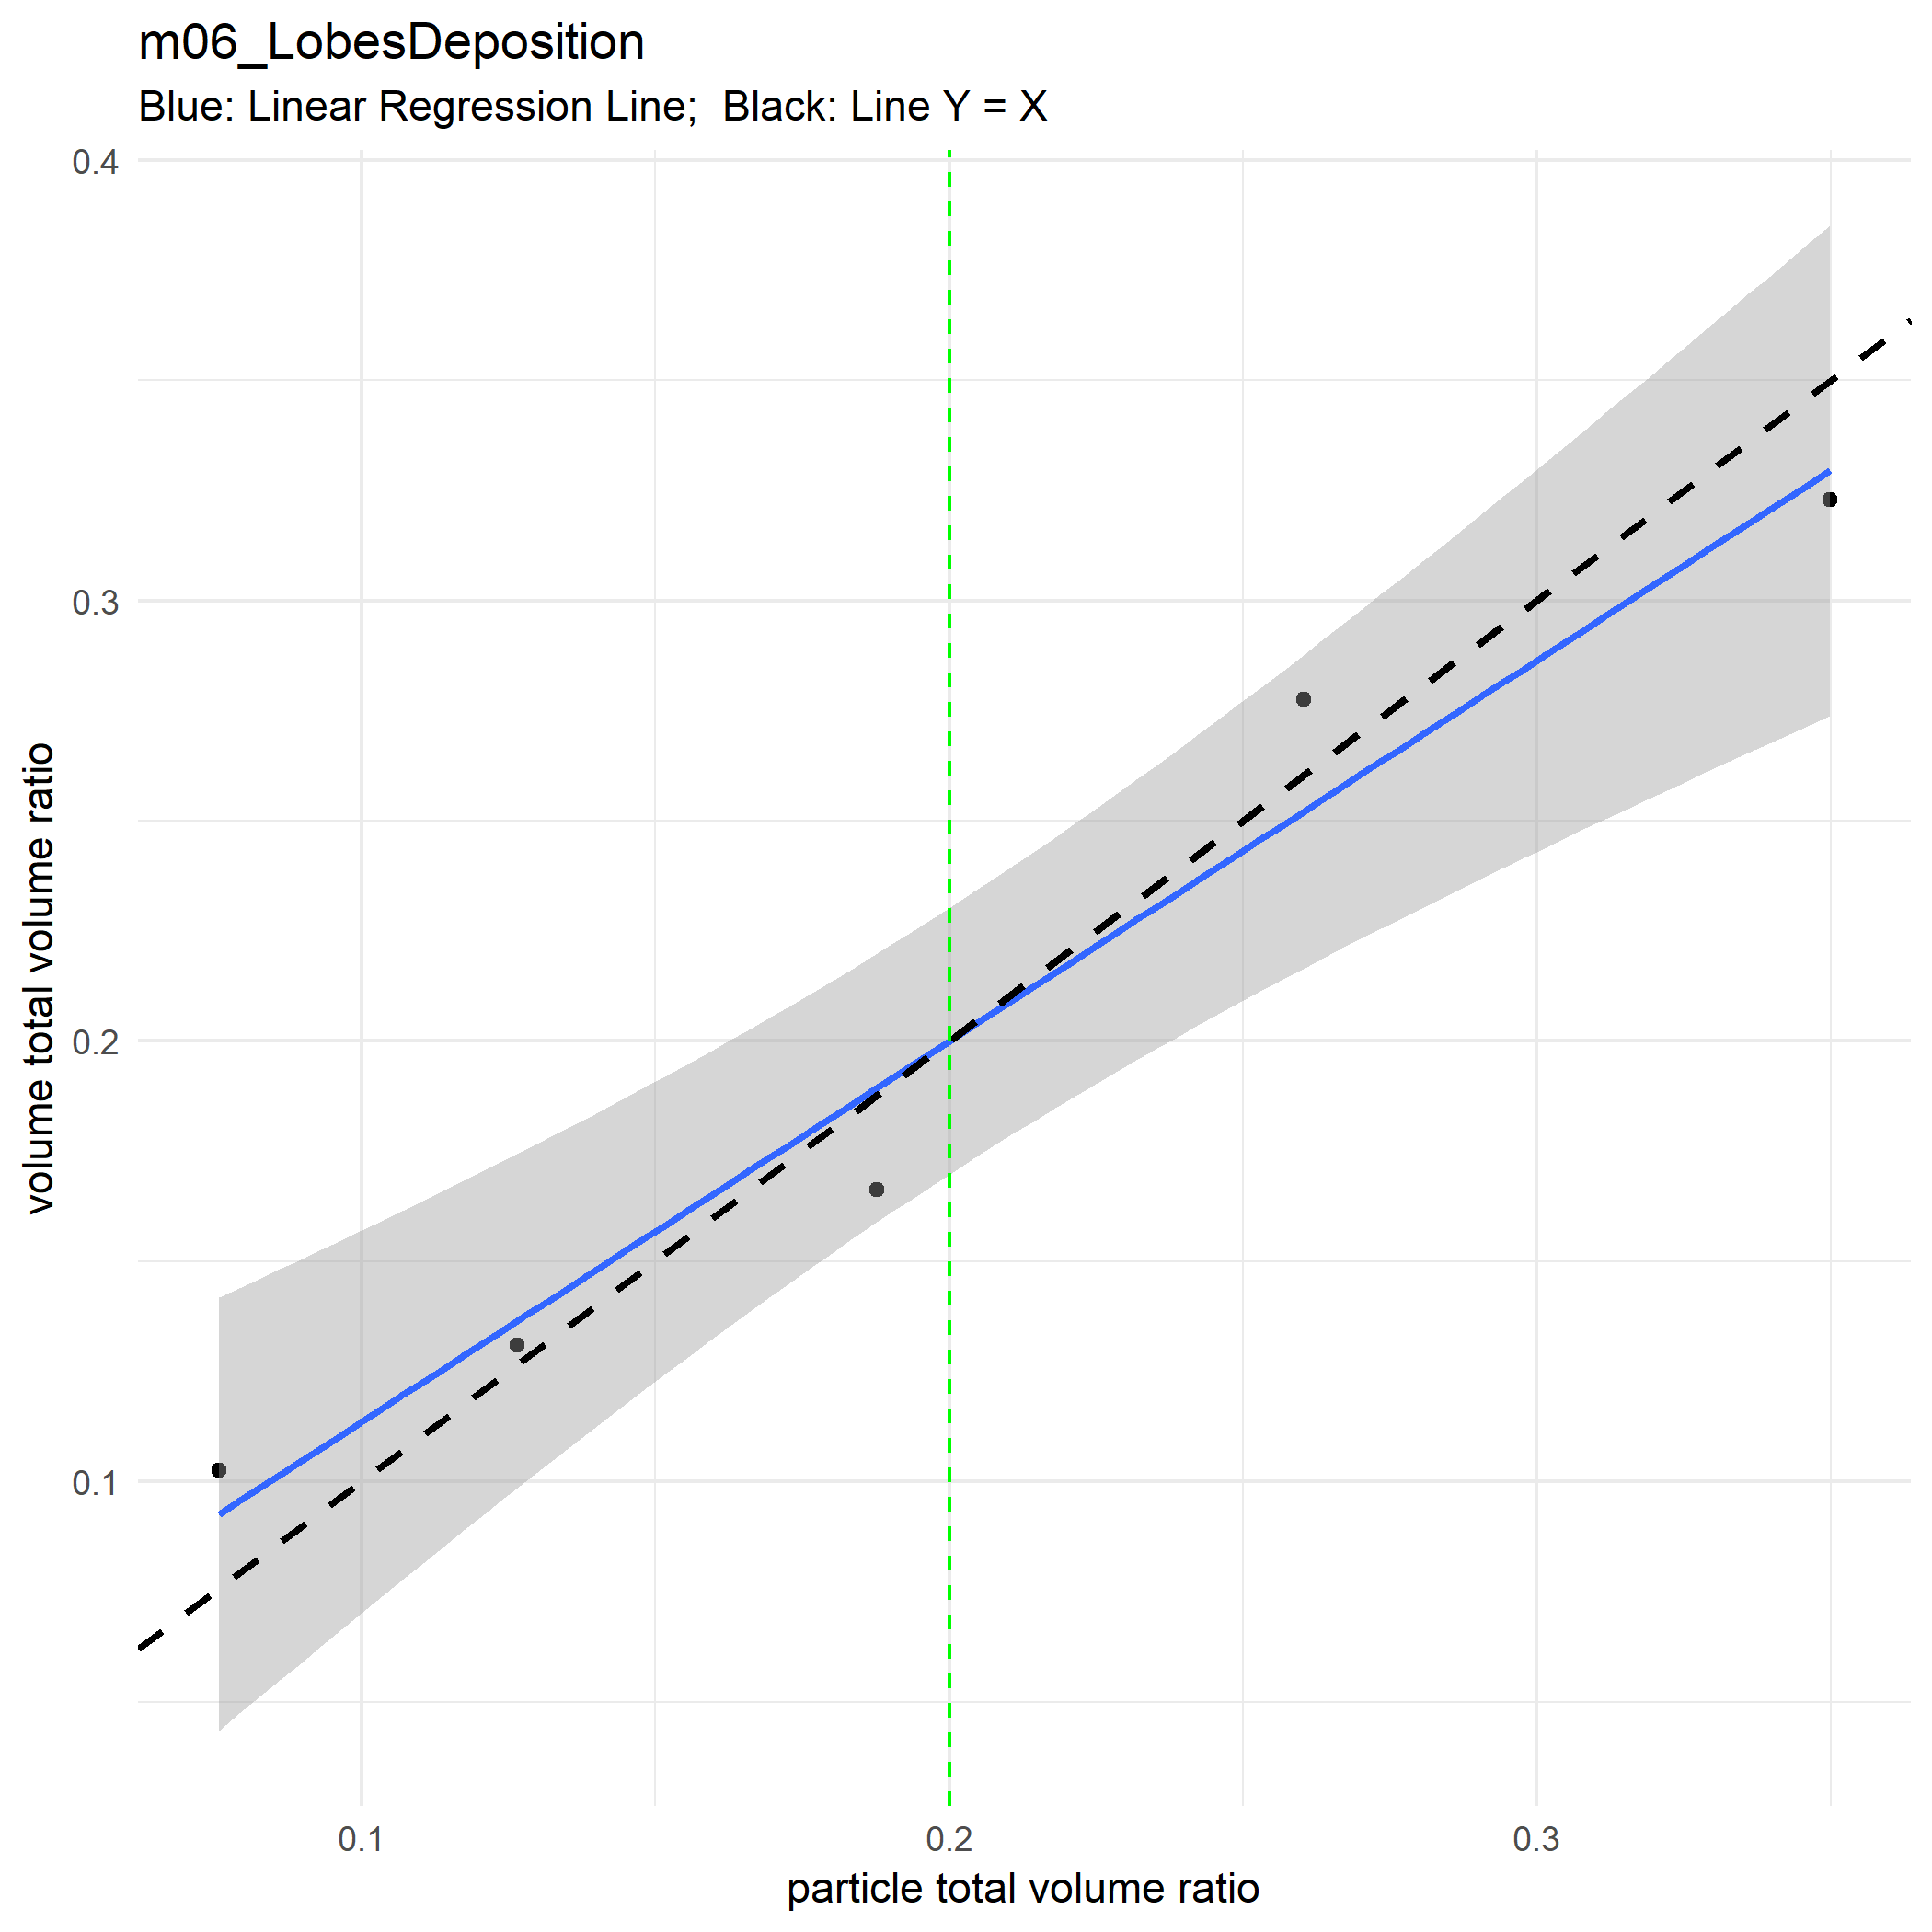 m06_LobesDeposition
Blue: Linear Regression Line;  Black: Line Y = X
0.4
0.3
0.2
0.1
volume total volume ratio
0.1
0.2
0.3
particle total volume ratio